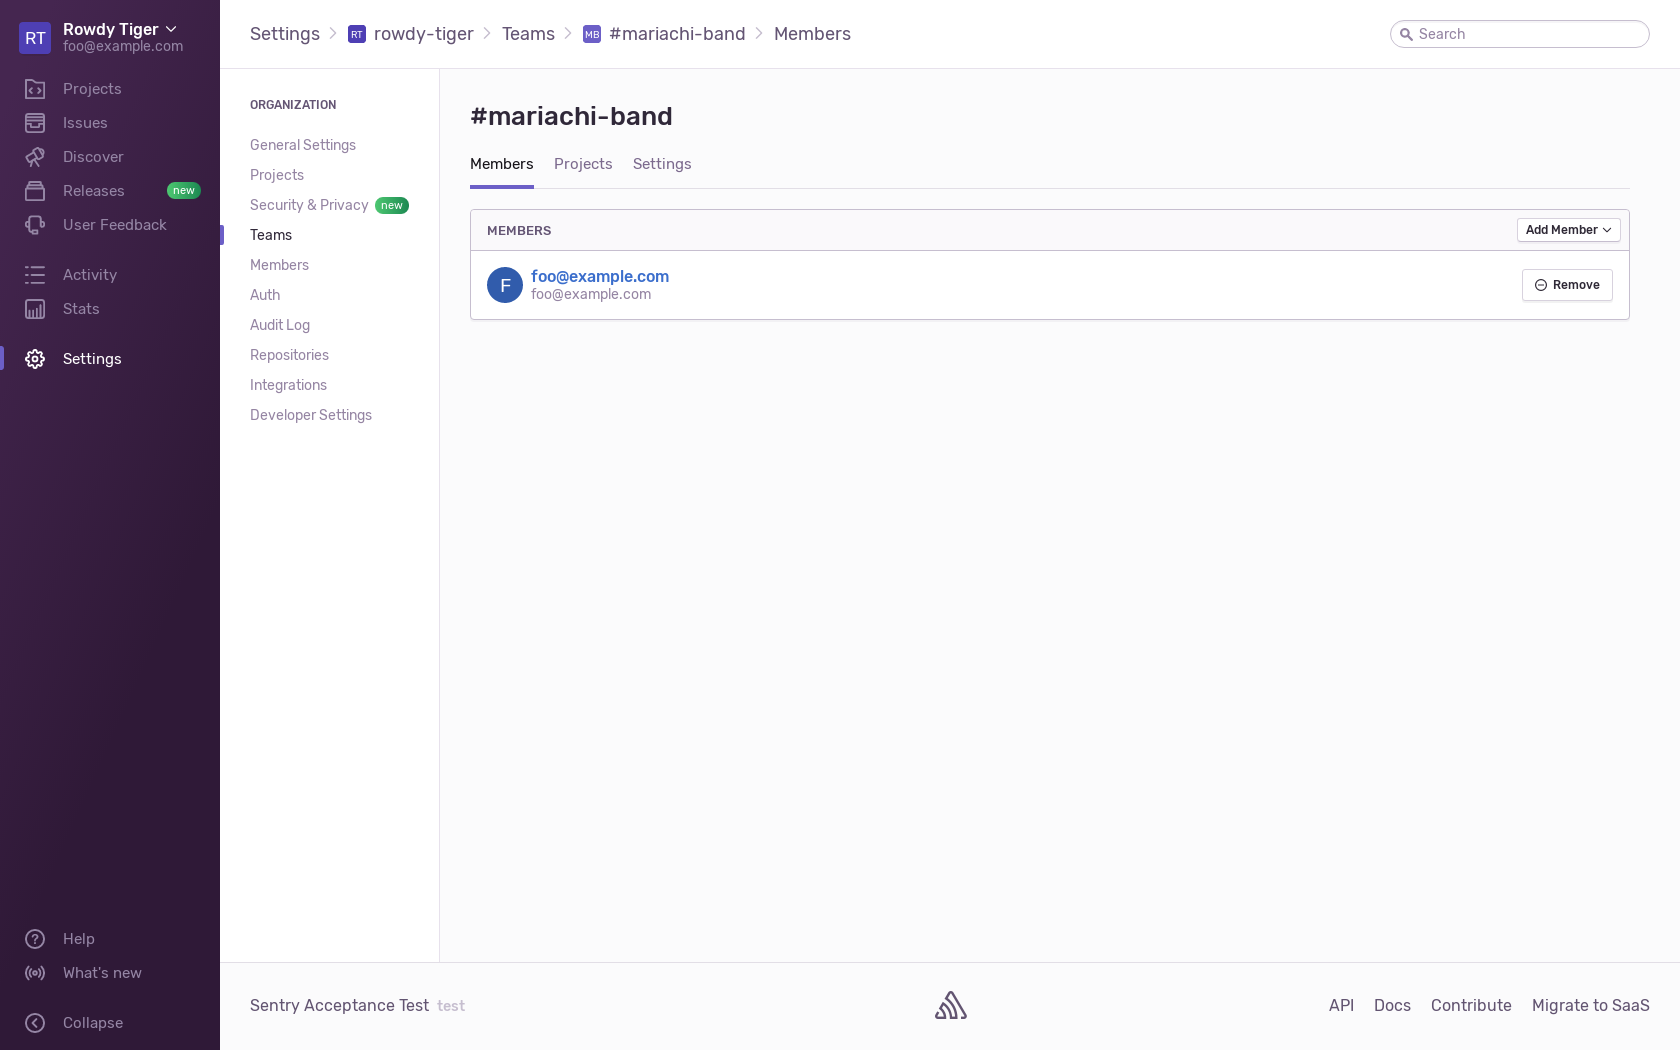 RT
Rowdy Tiger
foo@example.com
Projects
Issues
Discover
Releases new
User Feedback
Activity
Stats
Settings
Help
What's new
Collapse
Settings RT rowdy-tiger Teams MB #mariachi-band Members
Search
ORGANIZATION
General Settings
Projects
Security & Privacy new
Teams
Members
Auth
Audit Log
Repositories
Integrations
Developer Settings
#mariachi-band
Members Projects Settings
MEMBERS Add Member
F
foo@example.com
foo@example.com
Remove
Sentry Acceptance Test test
API Docs Contribute Migrate to SaaS